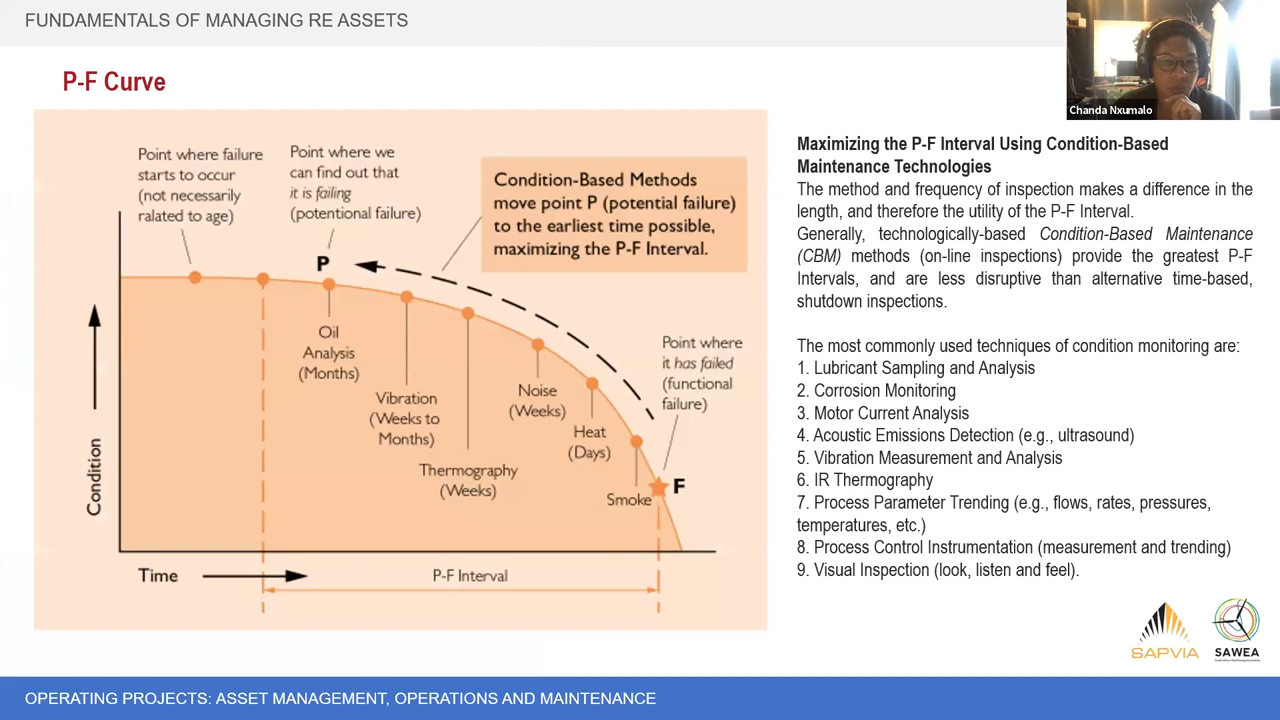 FUNDAMENTALS OF MANAGING RE ASSETS
Chanda Nxumalo
P-F Curve
Point where failure
starts to occur
(not necessarily
ralated to age)
Point where we
can find out that
it is failing
(potentional failure)
Condition-Based Methods
move point P (potential failure)
to the earliest time possible,
maximizing the P-F Interval.
P
Oil
Analysis
(Months)
Vibration
(Weeks to
Months)
Thermography
(Weeks)
Noise
(Weeks)
Heat
(Days)
Smoke
Point where
it has failed
(functional
failure)
F
Condition
Time
P-F Interval
Maximizing the P-F Interval Using Condition-Based
Maintenance Technologies
The method and frequency of inspection makes a difference in the
length, and therefore the utility of the P-F Interval.
Generally, technologically-based Condition-Based Maintenance
(CBM) methods (on-line inspections) provide the greatest P-F
Intervals, and are less disruptive than alternative time-based,
shutdown inspections.
The most commonly used techniques of condition monitoring are:
1. Lubricant Sampling and Analysis
2. Corrosion Monitoring
3. Motor Current Analysis
4. Acoustic Emissions Detection (e.g., ultrasound)
5. Vibration Measurement and Analysis
6. IR Thermography
7. Process Parameter Trending (e.g., flows, rates, pressures,
temperatures, etc.)
8. Process Control Instrumentation (measurement and trending)
9. Visual Inspection (look, listen and feel).
SAPVIA
SAWEA
OPERATING PROJECTS: ASSET MANAGEMENT, OPERATIONS AND MAINTENANCE